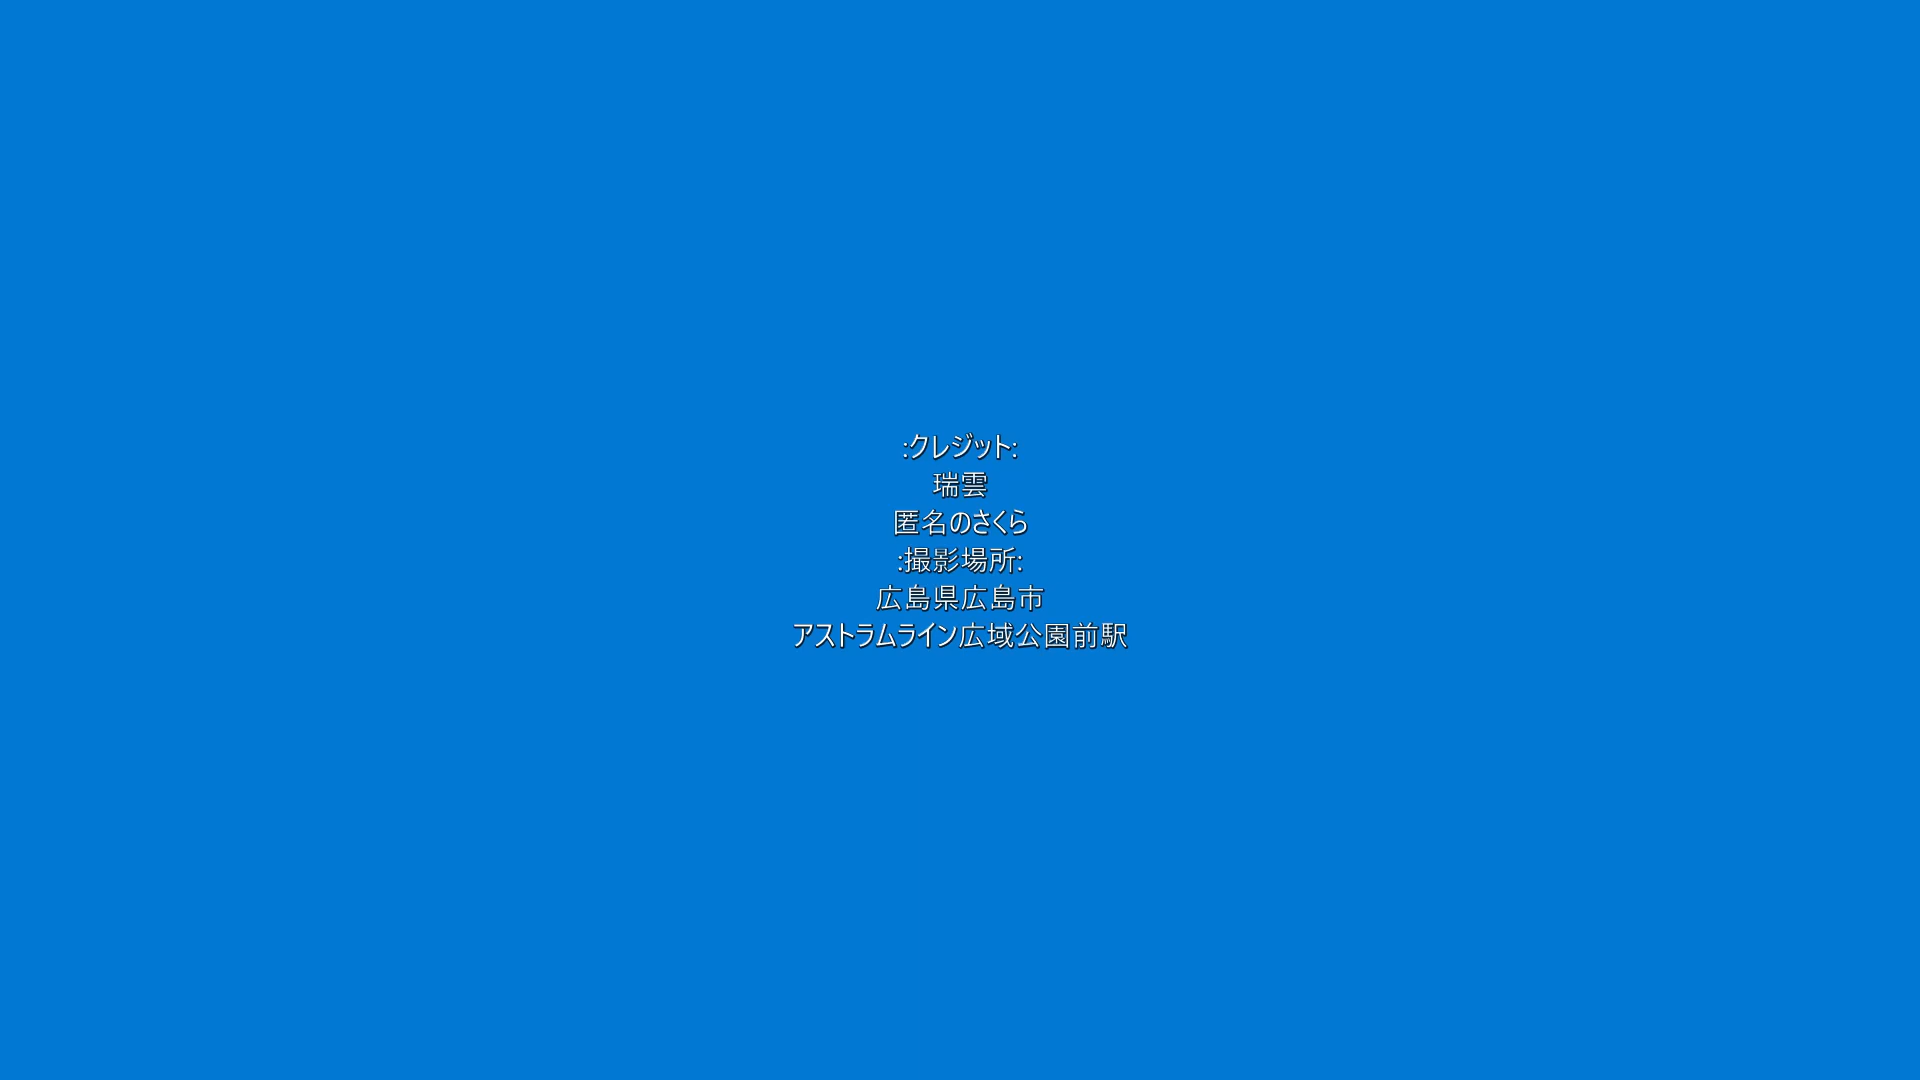 :クレジット:
瑞雲
匿名のさくら
:撮影場所:
広島県広島市
アストラムライン広域公園前駅